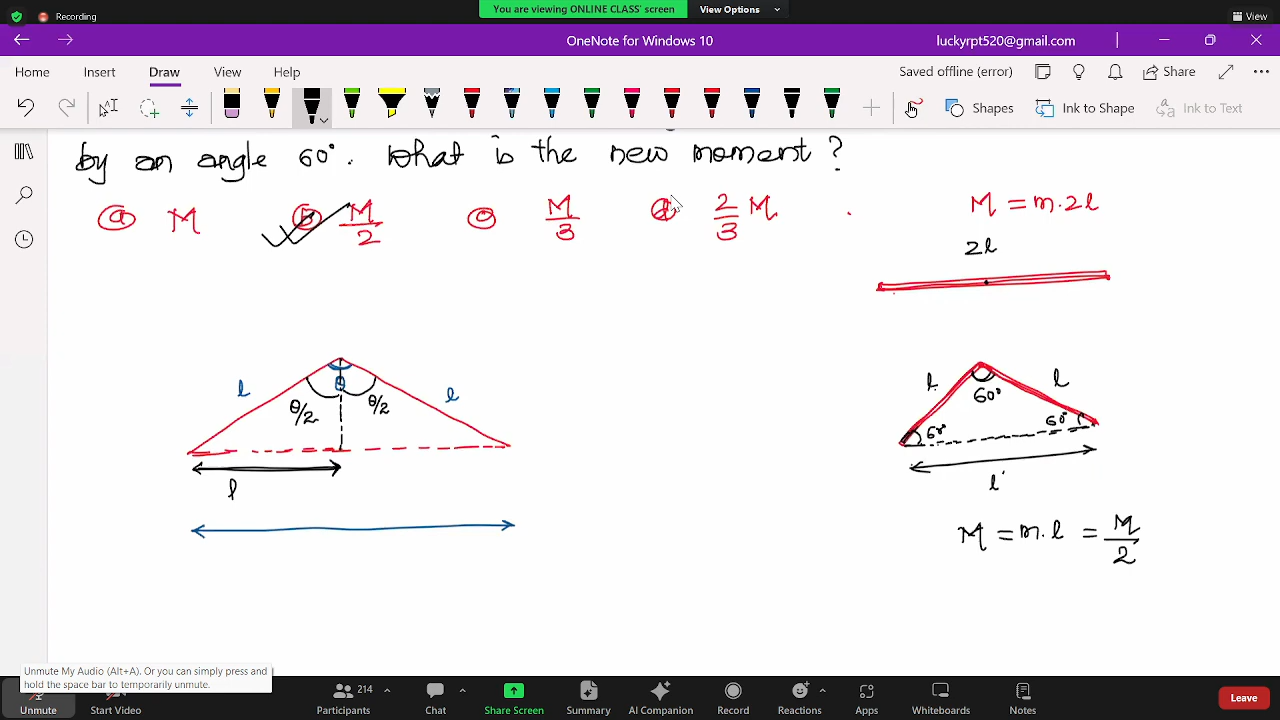 You are viewing ONLINE CLASS' screen
View Options
Recording
View
OneNote for Windows 10
luckyrpt520@gmail.com
Home Insert Draw View Help
Saved offline (error)
Share
Shapes
Ink to Shape
Ink to Text
by an angle 60°. What is the new moment ?
ⓐ M ⓑ M/2 ⓒ M/3 ⓓ 2/3 M
M = m.2l
2l
l
θ
θ/2 θ/2
l
l
l
l
60°
60° 60°
l'
M = m.l = M/2
Unmute My Audio (Alt+A). Or you can simply press and
hold the space bar to temporarily unmute.
214
Unmute
Start Video
Participants
Chat
Share Screen
Summary
AI Companion
Record
Reactions
Apps
Whiteboards
Notes
Leave